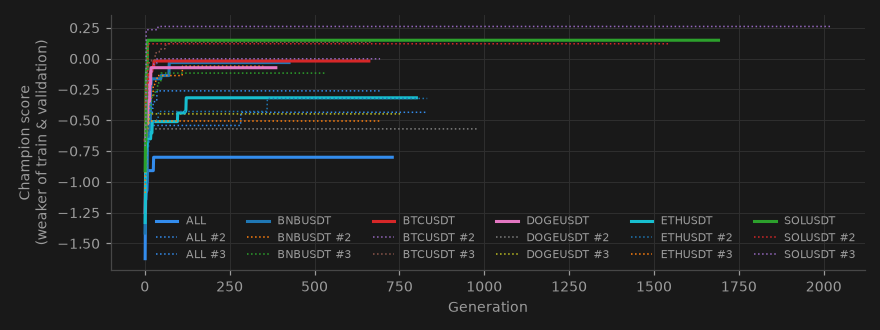 Champion score
(weaker of train & validation)
0.25
0.00
−0.25
−0.50
−0.75
−1.00
−1.25
−1.50
ALL BNBUSDT BTCUSDT DOGEUSDT ETHUSDT SOLUSDT
ALL #2 BNBUSDT #2 BTCUSDT #2 DOGEUSDT #2 ETHUSDT #2 SOLUSDT #2
ALL #3 BNBUSDT #3 BTCUSDT #3 DOGEUSDT #3 ETHUSDT #3 SOLUSDT #3
0 250 500 750 1000 1250 1500 1750 2000
Generation